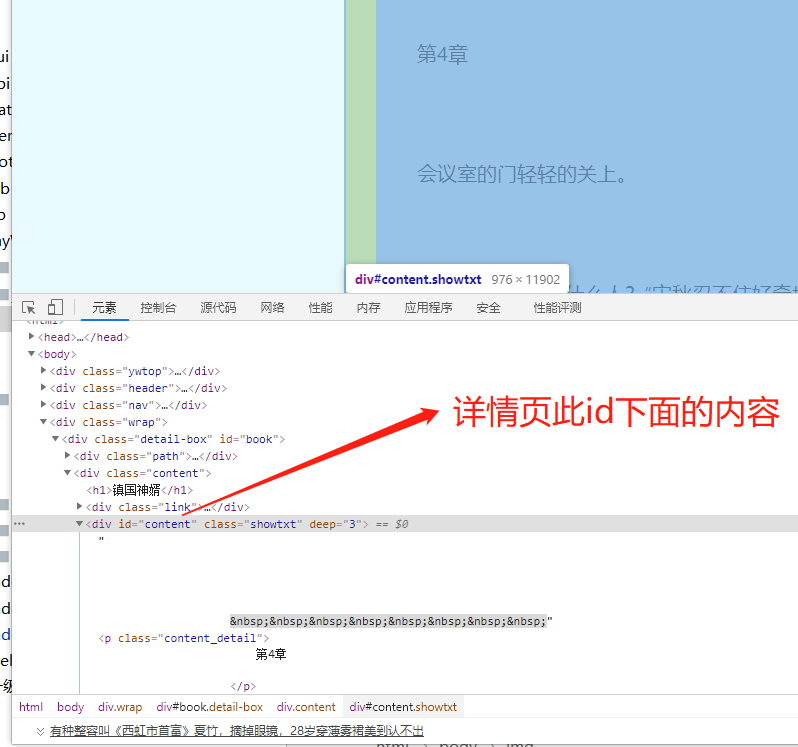 第4章
会议室的门轻轻的关上。
div#content.showtxt 976 × 11902
元素 控制台 源代码 网络 性能 内存 应用程序 安全 性能评测
<head>…</head>
<body>
<div class="ywtop">…</div>
<div class="header">…</div>
<div class="nav">…</div>
<div class="wrap">
<div class="detail-box" id="book">
<div class="path">…</div>
<div class="content">
<h1>镇国神婿</h1>
<div class="link">…</div>
<div id="content" class="showtxt" deep="3"> == $0
"
&nbsp;&nbsp;&nbsp;&nbsp;&nbsp;&nbsp;&nbsp;&nbsp;"
<p class="content_detail">
第4章
</p>
详情页此id下面的内容
html body div.wrap div#book.detail-box div.content div#content.showtxt
有种整容叫《西虹市首富》夏竹，摘掉眼镜，28岁穿薄雾裙美到认不出